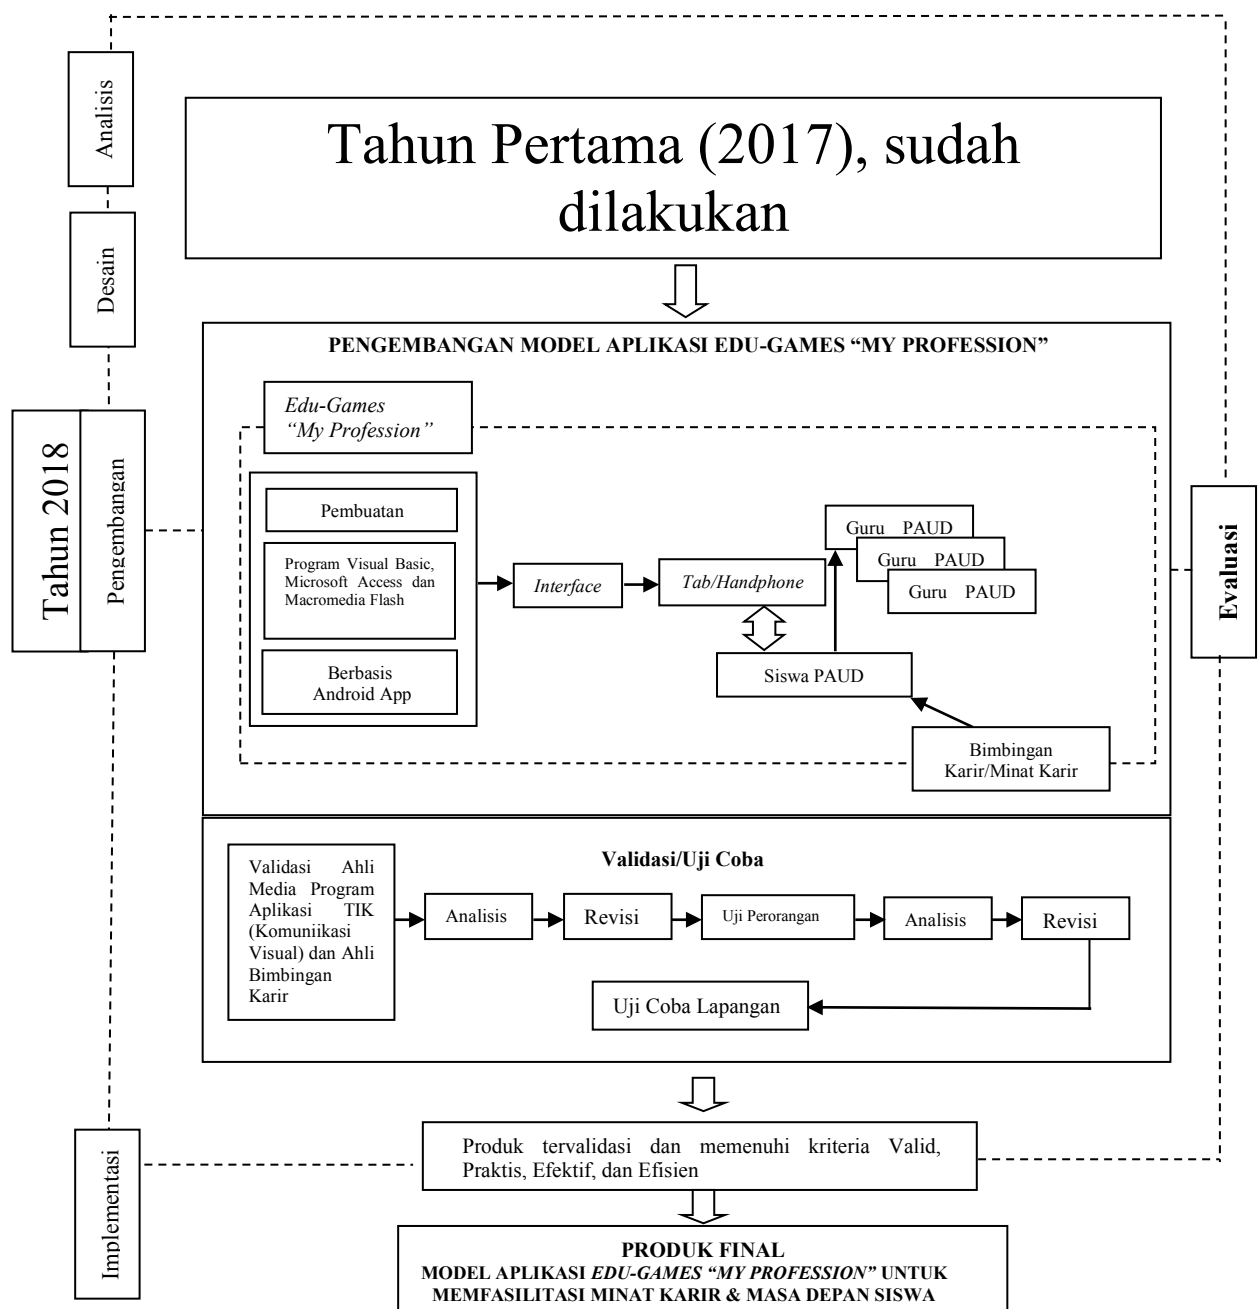 Analisis
Desain
Tahun 2018
Pengembangan
Implementasi
Tahun Pertama (2017), sudah
dilakukan
PENGEMBANGAN MODEL APLIKASI EDU-GAMES “MY PROFESSION”
Edu-Games
“My Profession”
Pembuatan
Program Visual Basic,
Microsoft Access dan
Macromedia Flash
Berbasis
Android App
Interface
Tab/Handphone
Guru PAUD
Guru PAUD
Guru PAUD
Siswa PAUD
Bimbingan
Karir/Minat Karir
Evaluasi
Validasi/Uji Coba
Validasi Ahli
Media Program
Aplikasi TIK
(Komuniikasi
Visual) dan Ahli
Bimbingan
Karir
Analisis
Revisi
Uji Perorangan
Analisis
Revisi
Uji Coba Lapangan
Produk tervalidasi dan memenuhi kriteria Valid,
Praktis, Efektif, dan Efisien
PRODUK FINAL
MODEL APLIKASI EDU-GAMES “MY PROFESSION” UNTUK
MEMFASILITASI MINAT KARIR & MASA DEPAN SISWA